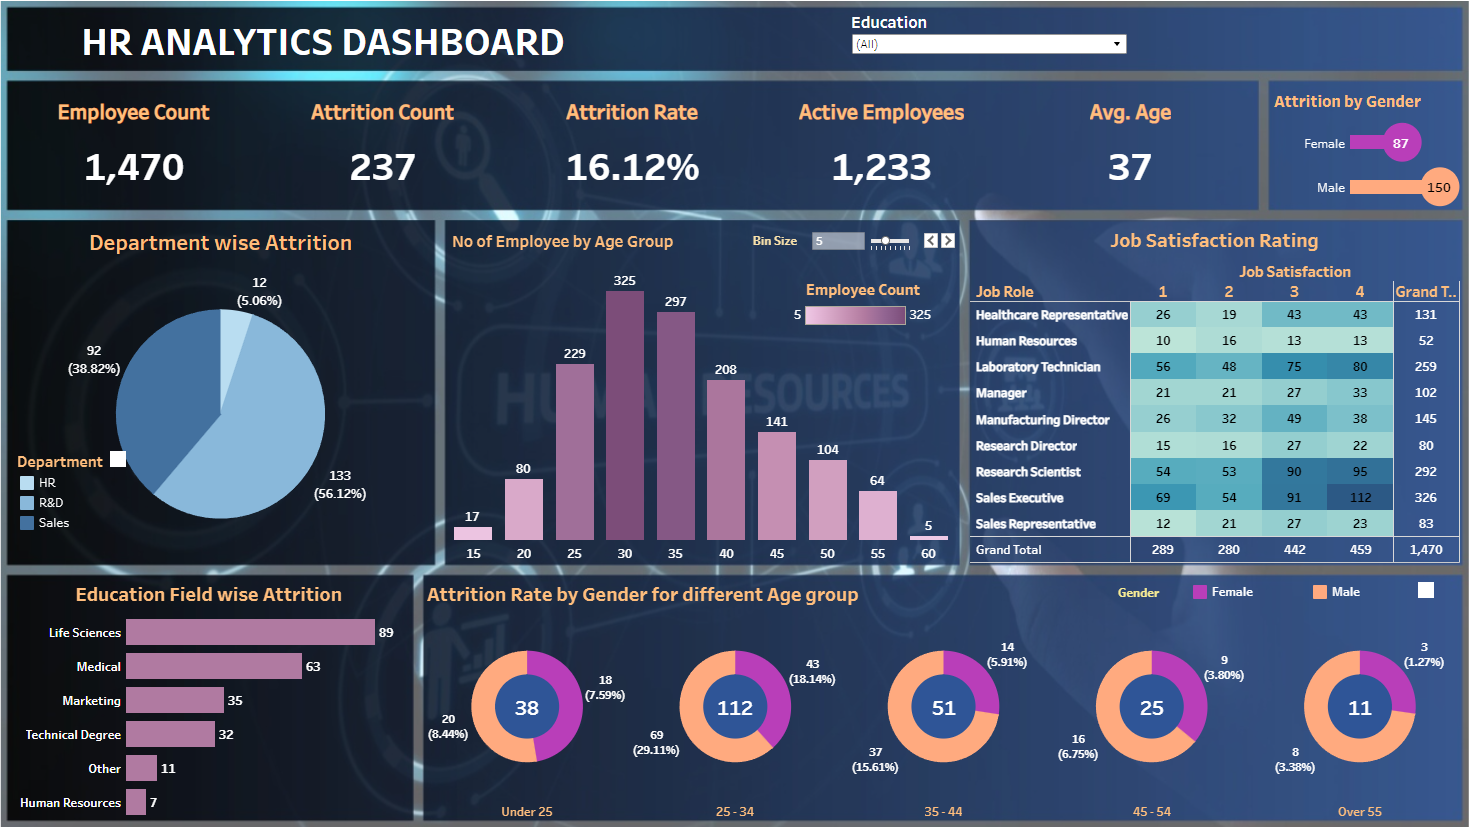 HR ANALYTICS DASHBOARD
Education
(All)
Employee Count
1,470
Attrition Count
237
Attrition Rate
16.12%
Active Employees
1,233
Avg. Age
37
Attrition by Gender
Female 87
Male 150
Department wise Attrition
12
(5.06%)
92
(38.82%)
133
(56.12%)
Department
HR
R&D
Sales
No of Employee by Age Group
Bin Size 5
Employee Count
5 325
17 80 229 325 297 208 141 104 64 5
15 20 25 30 35 40 45 50 55 60
HUMAN RESOURCES
Job Satisfaction Rating
Job Satisfaction
Job Role 1 2 3 4 Grand T..
Healthcare Representative 26 19 43 43 131
Human Resources 10 16 13 13 52
Laboratory Technician 56 48 75 80 259
Manager 21 21 27 33 102
Manufacturing Director 26 32 49 38 145
Research Director 15 16 27 22 80
Research Scientist 54 53 90 95 292
Sales Executive 69 54 91 112 326
Sales Representative 12 21 27 23 83
Grand Total 289 280 442 459 1,470
Education Field wise Attrition
Life Sciences 89
Medical 63
Marketing 35
Technical Degree 32
Other 11
Human Resources 7
Attrition Rate by Gender for different Age group
Gender Female Male
38
18
(7.59%)
20
(8.44%)
Under 25
112
43
(18.14%)
69
(29.11%)
25 - 34
51
14
(5.91%)
37
(15.61%)
35 - 44
25
9
(3.80%)
16
(6.75%)
45 - 54
11
3
(1.27%)
8
(3.38%)
Over 55